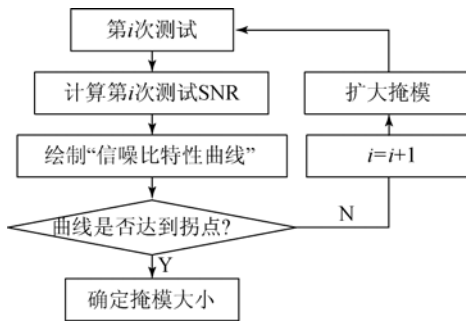 第i次测试
计算第i次测试SNR
扩大掩模
绘制“信噪比特性曲线”
i=i+1
曲线是否达到拐点?
N
Y
确定掩模大小